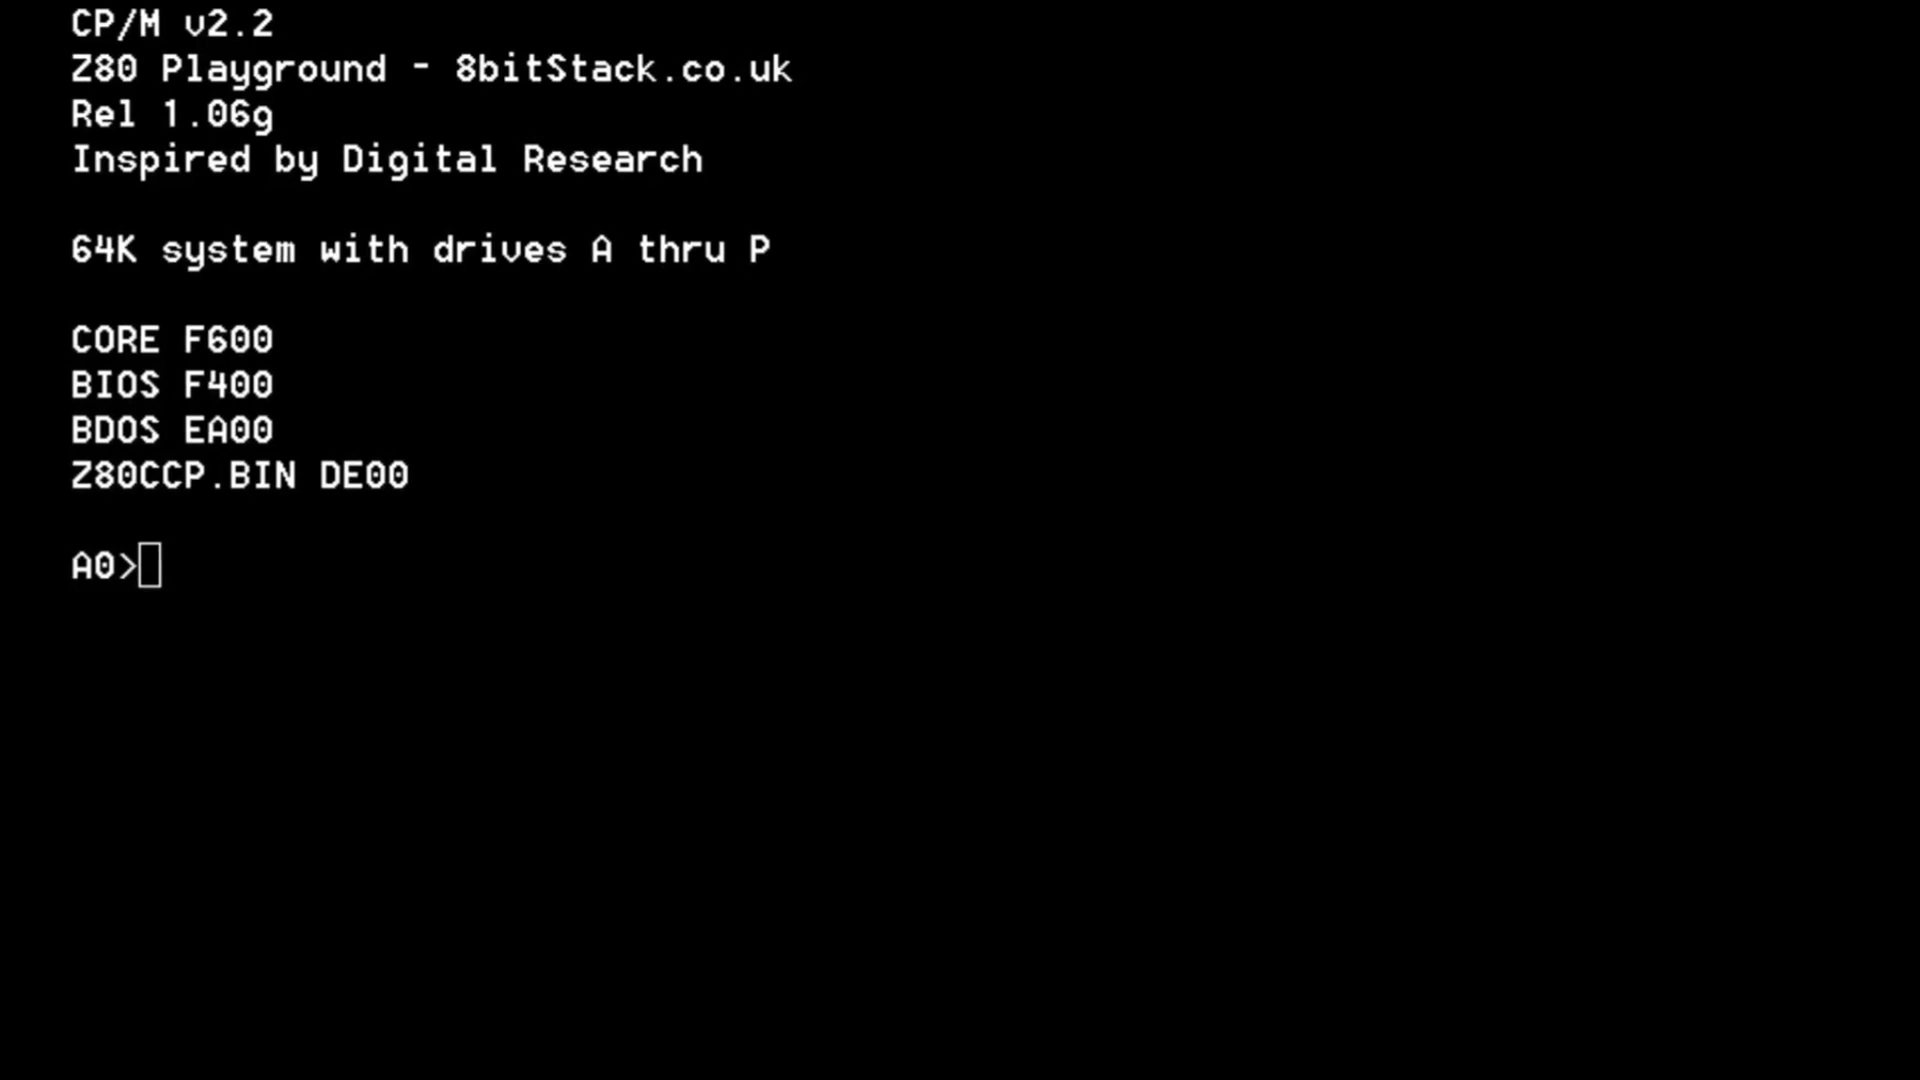 CP/M v2.2
Z80 Playground - 8bitStack.co.uk
Rel 1.06g
Inspired by Digital Research
64K system with drives A thru P
CORE F600
BIOS F400
BDOS EA00
Z80CCP.BIN DE00
A0>